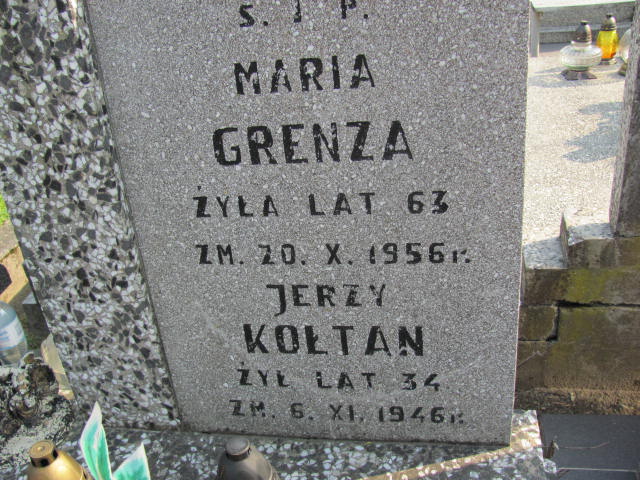 Ś. † P.
MARIA
GRENZA
ŻYŁA LAT 63
ZM. 20. X. 1956 r.
JERZY
KOŁTAN
ŻYŁ LAT 34
ZM. 6. XI. 1946 r.